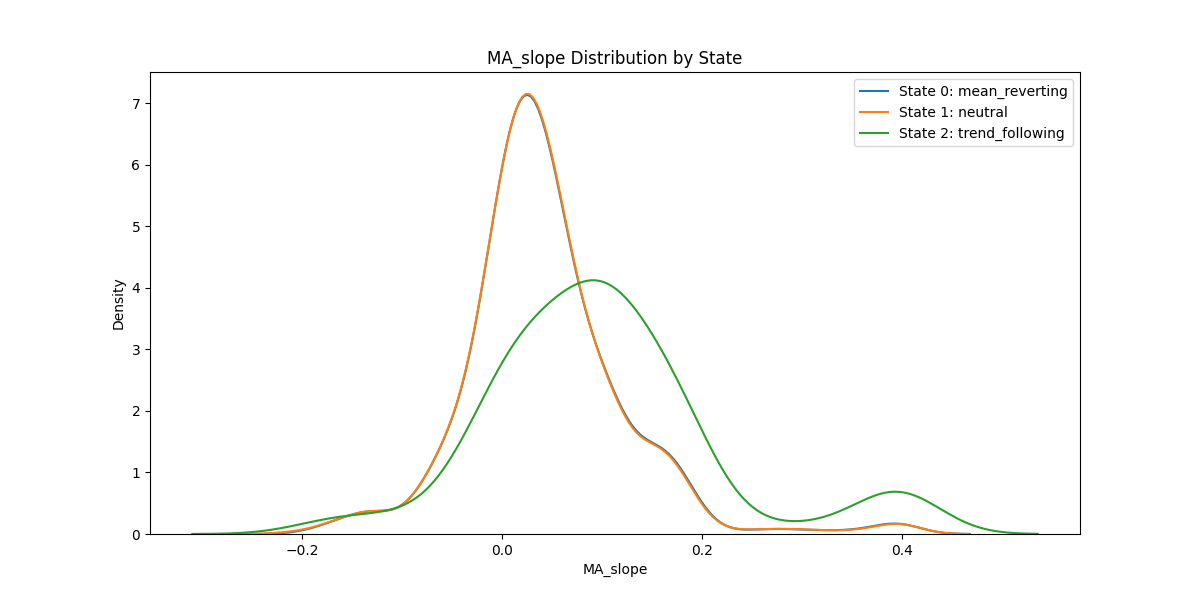 MA_slope Distribution by State
State 0: mean_reverting
State 1: neutral
State 2: trend_following
Density
7
6
5
4
3
2
1
0
−0.2 0.0 0.2 0.4
MA_slope